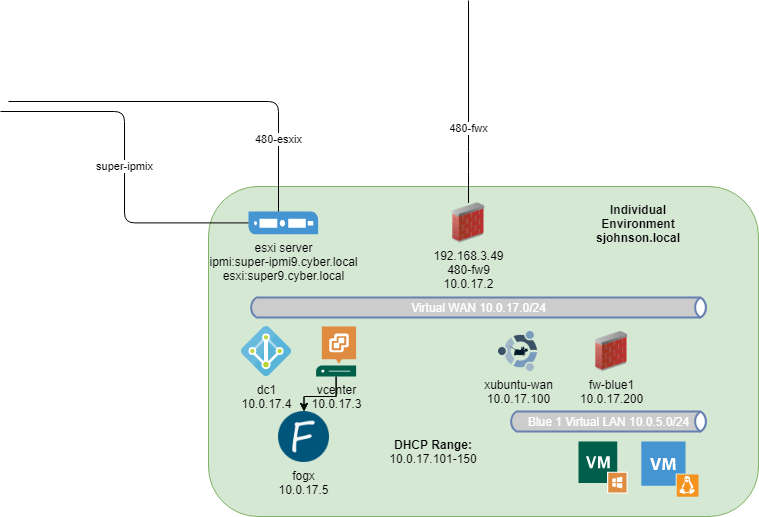 480-fwx
480-esxix
super-ipmix
Individual
Environment
sjohnson.local
esxi server
ipmi:super-ipmi9.cyber.local
esxi:super9.cyber.local
192.168.3.49
480-fw9
10.0.17.2
Virtual WAN 10.0.17.0/24
dc1
10.0.17.4
vcenter
10.0.17.3
xubuntu-wan
10.0.17.100
fw-blue1
10.0.17.200
Blue 1 Virtual LAN 10.0.5.0/24
F
fogx
10.0.17.5
DHCP Range:
10.0.17.101-150
VM
VM